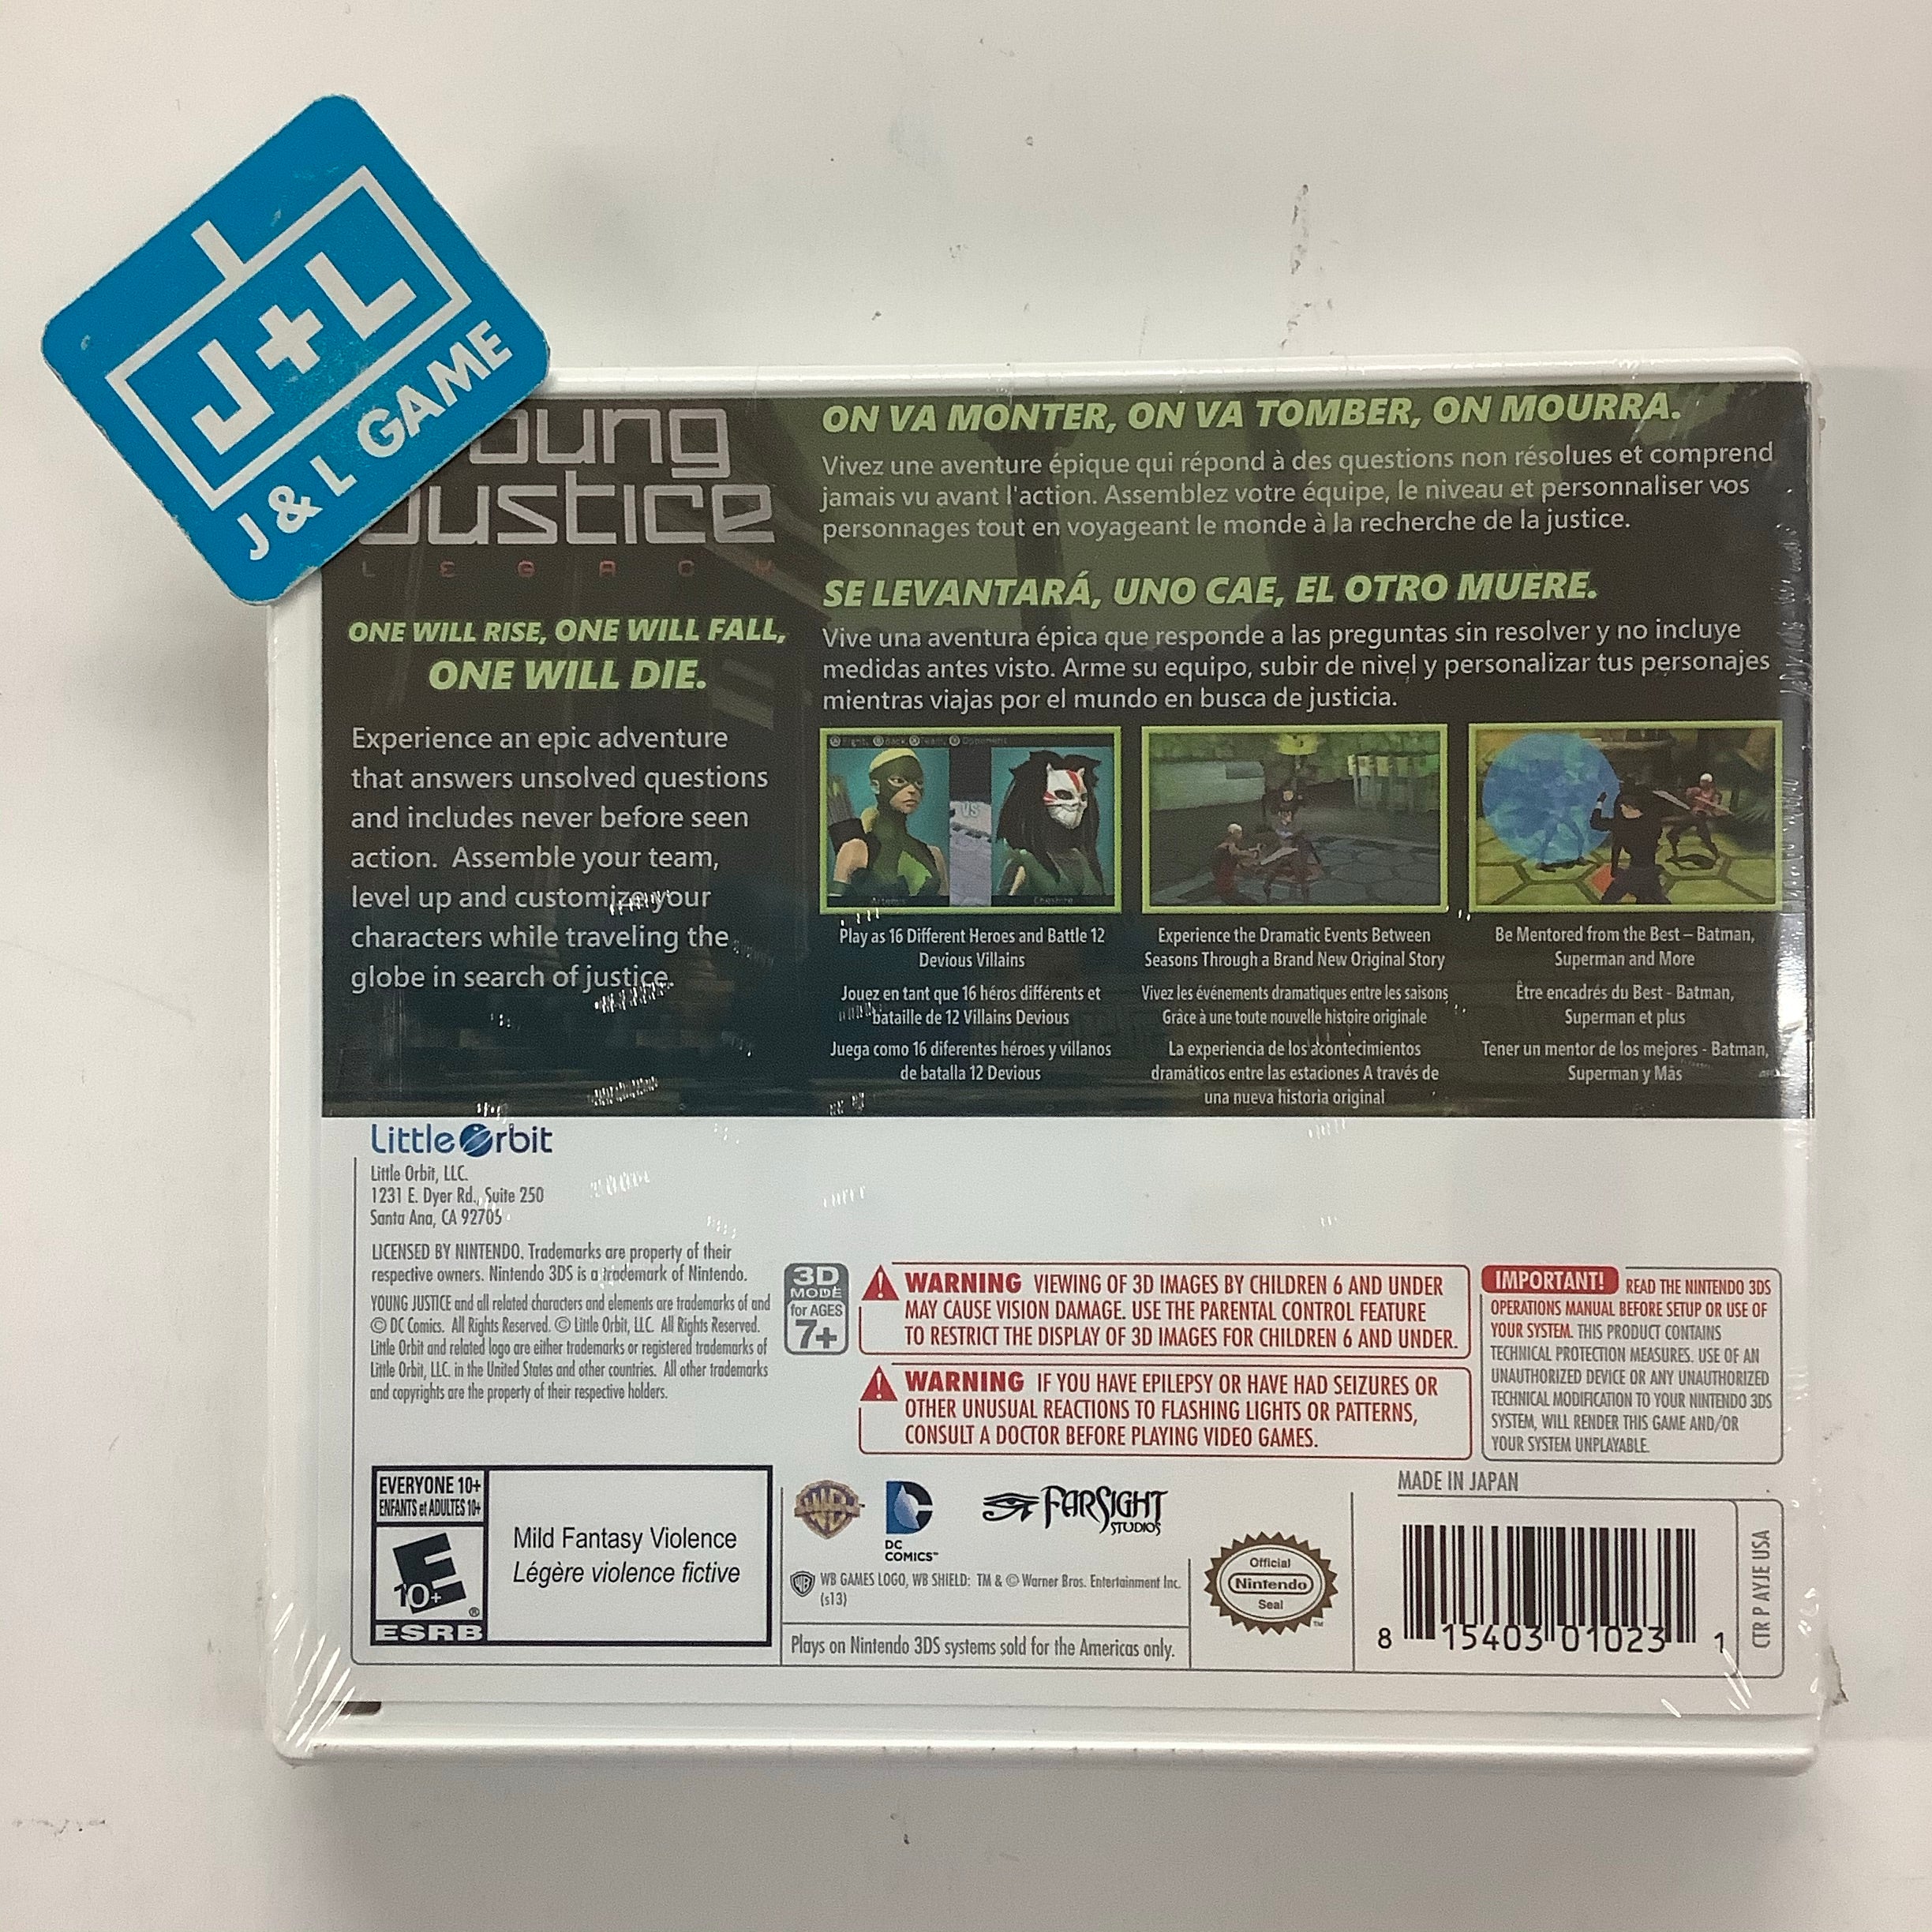 J+L
J & L GAME
Justice
LEGACY
ONE WILL RISE, ONE WILL FALL,
ONE WILL DIE.
Experience an epic adventure
that answers unsolved questions
and includes never before seen
action. Assemble your team,
level up and customize your
characters while traveling the
globe in search of justice.
ON VA MONTER, ON VA TOMBER, ON MOURRA.
Vivez une aventure épique qui répond à des questions non résolues et comprend
jamais vu avant l'action. Assemblez votre équipe, le niveau et personnaliser vos
personnages tout en voyageant le monde à la recherche de la justice.
SE LEVANTARÁ, UNO CAE, EL OTRO MUERE.
Vive una aventura épica que responde a las preguntas sin resolver y no incluye
medidas antes visto. Arme su equipo, subir de nivel y personalizar tus personajes
mientras viajas por el mundo en busca de justicia.
VS
Artemis
Cheshire
Play as 16 Different Heroes and Battle 12
Devious Villains
Jouez en tant que 16 héros différents et
bataille de 12 Villains Devious
Juega como 16 diferentes héroes y villanos
de batalla 12 Devious
Experience the Dramatic Events Between
Seasons Through a Brand New Original Story
Vivez les événements dramatiques entre les saisons
Grâce à une toute nouvelle histoire originale
La experiencia de los acontecimientos
dramáticos entre las estaciones A través de
una nueva historia original
Be Mentored from the Best – Batman,
Superman and More
Être encadrés du Best - Batman,
Superman et plus
Tener un mentor de los mejores - Batman,
Superman y Más
Little Orbit
Little Orbit, LLC.
1231 E. Dyer Rd., Suite 250
Santa Ana, CA 92705
LICENSED BY NINTENDO. Trademarks are property of their
respective owners. Nintendo 3DS is a trademark of Nintendo.
YOUNG JUSTICE and all related characters and elements are trademarks of and
© DC Comics. All Rights Reserved. © Little Orbit, LLC. All Rights Reserved.
Little Orbit and related logo are either trademarks or registered trademarks of
Little Orbit, LLC. in the United States and other countries. All other trademarks
and copyrights are the property of their respective holders.
3D
MODE
for AGES
7+
WARNING VIEWING OF 3D IMAGES BY CHILDREN 6 AND UNDER
MAY CAUSE VISION DAMAGE. USE THE PARENTAL CONTROL FEATURE
TO RESTRICT THE DISPLAY OF 3D IMAGES FOR CHILDREN 6 AND UNDER.
WARNING IF YOU HAVE EPILEPSY OR HAVE HAD SEIZURES OR
OTHER UNUSUAL REACTIONS TO FLASHING LIGHTS OR PATTERNS,
CONSULT A DOCTOR BEFORE PLAYING VIDEO GAMES.
IMPORTANT! READ THE NINTENDO 3DS
OPERATIONS MANUAL BEFORE SETUP OR USE OF
YOUR SYSTEM. THIS PRODUCT CONTAINS
TECHNICAL PROTECTION MEASURES. USE OF AN
UNAUTHORIZED DEVICE OR ANY UNAUTHORIZED
TECHNICAL MODIFICATION TO YOUR NINTENDO 3DS
SYSTEM, WILL RENDER THIS GAME AND/OR
YOUR SYSTEM UNPLAYABLE.
EVERYONE 10+
ENFANTS et ADULTES 10+
E
10+
®
ESRB
Mild Fantasy Violence
Légère violence fictive
WB
DC
COMICS™
FARSIGHT
STUDIOS
WB GAMES LOGO, WB SHIELD: TM & © Warner Bros. Entertainment Inc.
(s13)
Plays on Nintendo 3DS systems sold for the Americas only.
Official
Nintendo
Seal
™
MADE IN JAPAN
8 15403 01023 1
CTR P AYJE USA